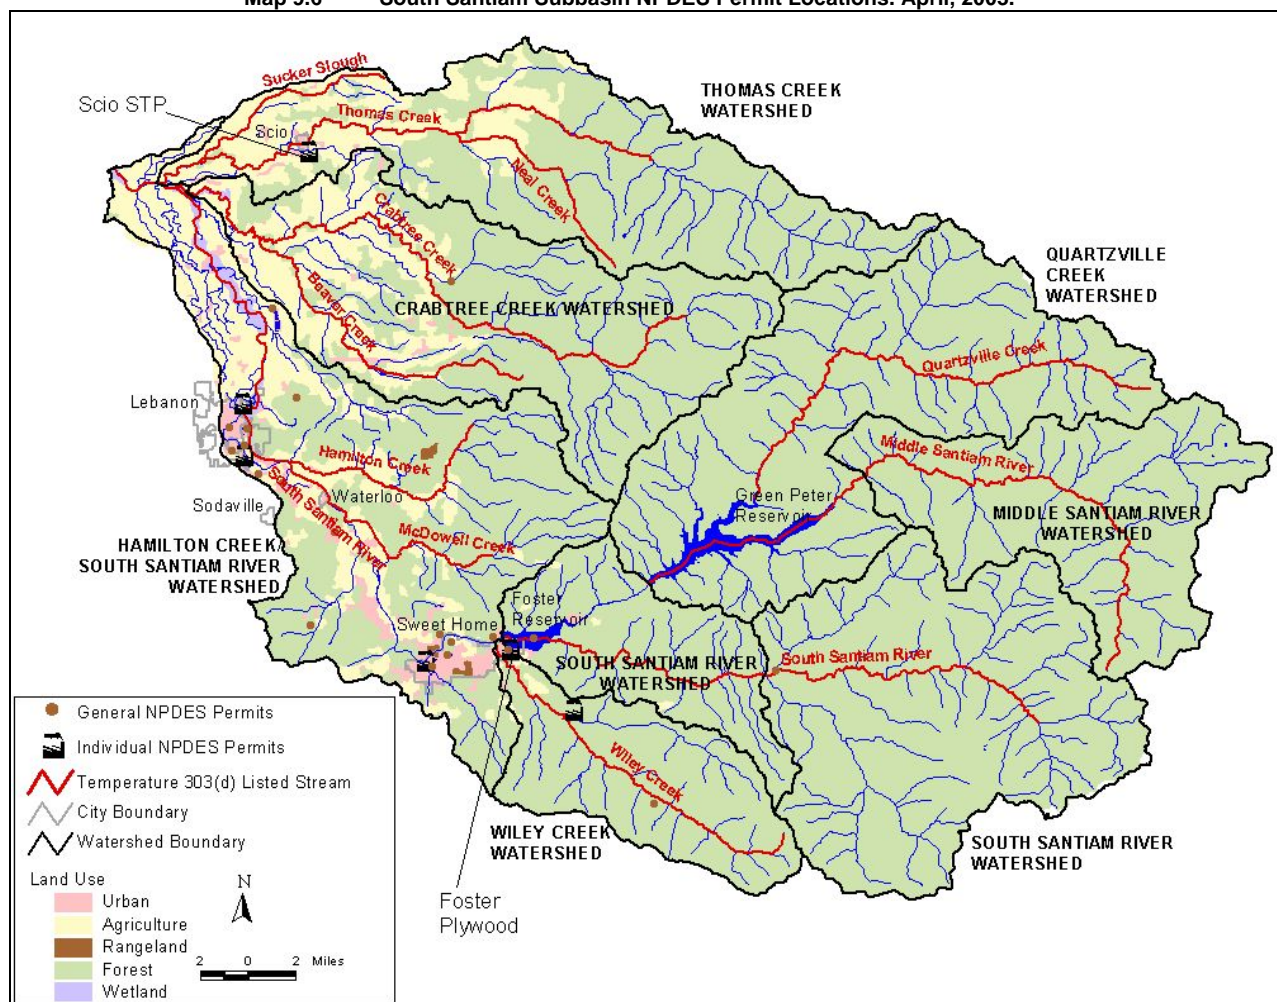 Map 9.6 South Santiam Subbasin NPDES Permit Locations. April, 2003.
Sucker Slough
Scio STP
Scio
Thomas Creek
THOMAS CREEK
WATERSHED
Neal Creek
Crabtree Creek
QUARTZVILLE
CREEK
WATERSHED
Beaver Creek
CRABTREE CREEK WATERSHED
Quartzville Creek
Lebanon
Hamilton Creek
Middle Santiam River
Sodaville
Waterloo
South Santiam River
Green Peter
Reservoir
MIDDLE SANTIAM RIVER
WATERSHED
McDowell Creek
HAMILTON CREEK/
SOUTH SANTIAM RIVER
WATERSHED
Foster
Reservoir
Sweet Home
SOUTH SANTIAM RIVER
WATERSHED
South Santiam River
Wiley Creek
WILEY CREEK
WATERSHED
SOUTH SANTIAM RIVER
WATERSHED
Foster
Plywood
General NPDES Permits
Individual NPDES Permits
Temperature 303(d) Listed Stream
City Boundary
Watershed Boundary
Land Use
Urban
Agriculture
Rangeland
Forest
Wetland
N
2 0 2 Miles